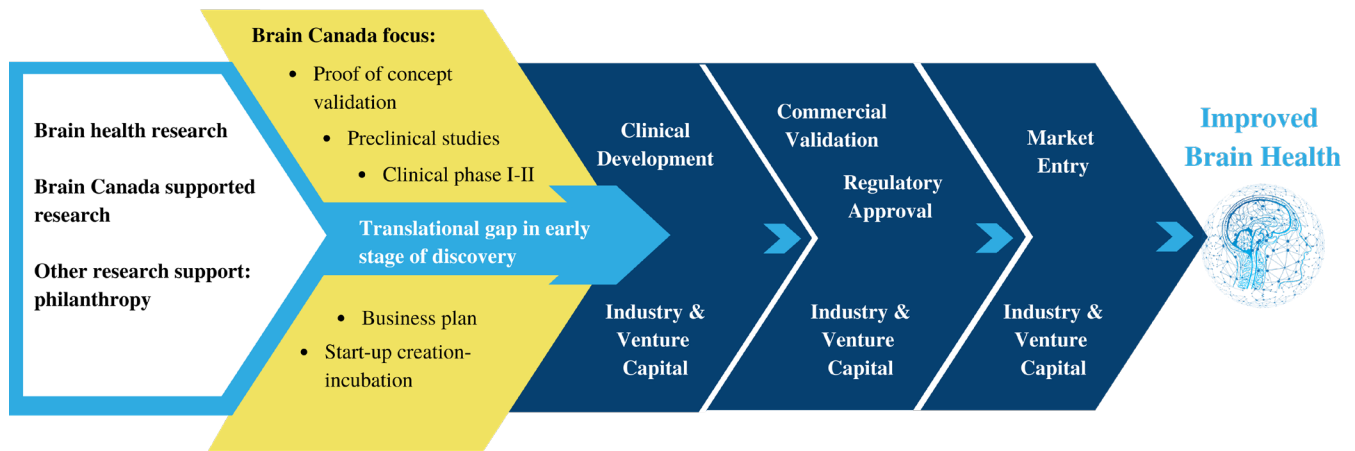 Brain health research
Brain Canada supported
research
Other research support:
philanthropy
Brain Canada focus:
• Proof of concept
validation
• Preclinical studies
• Clinical phase I-II
Translational gap in early
stage of discovery
• Business plan
• Start-up creation-
incubation
Clinical
Development
Industry &
Venture
Capital
Commercial
Validation
Regulatory
Approval
Industry &
Venture
Capital
Market
Entry
Industry &
Venture
Capital
Improved
Brain Health